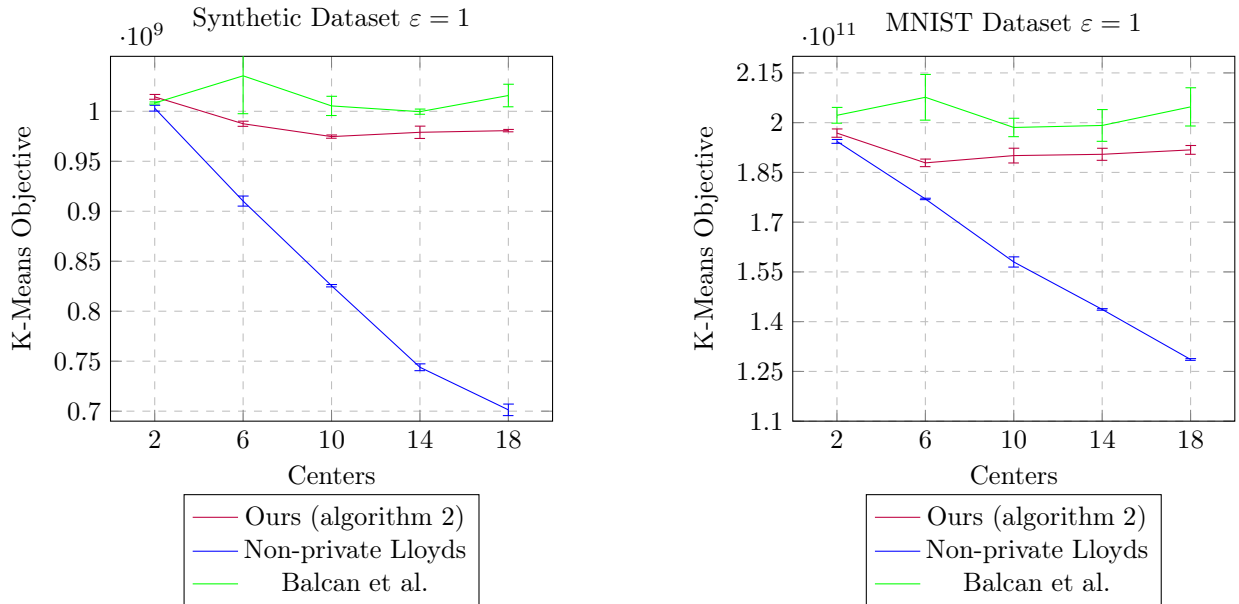 Synthetic Dataset ε = 1
·10^9
K-Means Objective
1
0.95
0.9
0.85
0.8
0.75
0.7
2 6 10 14 18
Centers
Ours (algorithm 2)
Non-private Lloyds
Balcan et al.
MNIST Dataset ε = 1
·10^11
K-Means Objective
2.15
2
1.85
1.7
1.55
1.4
1.25
1.1
2 6 10 14 18
Centers
Ours (algorithm 2)
Non-private Lloyds
Balcan et al.